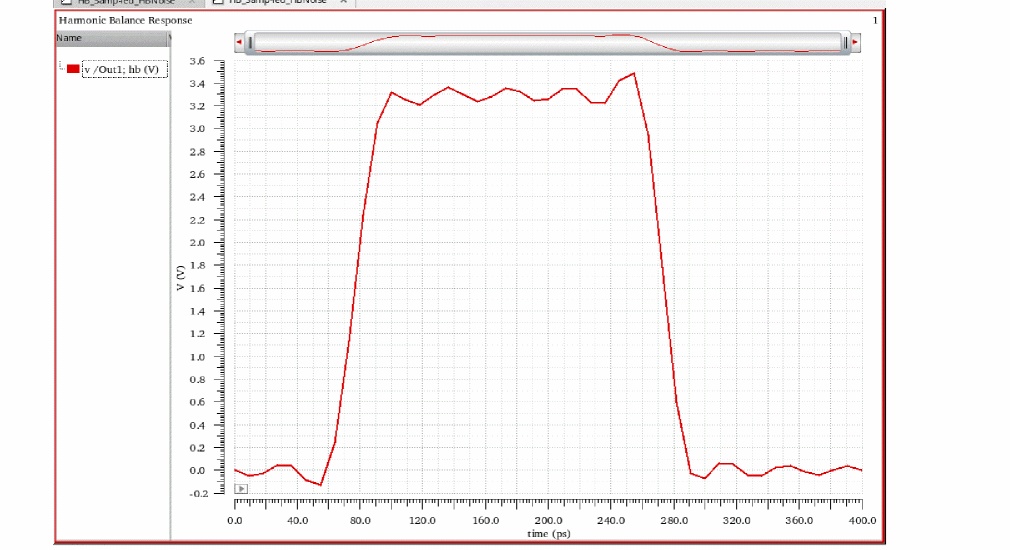 HB_Sampled_HBNoise
HB_Sampled_HBNoise
Harmonic Balance Response
1
Name
v /Out1; hb (V)
3.6
3.4
3.2
3.0
2.8
2.6
2.4
2.2
2.0
1.8
1.6
1.4
1.2
1.0
0.8
0.6
0.4
0.2
0.0
-0.2
V (V)
0.0 40.0 80.0 120.0 160.0 200.0 240.0 280.0 320.0 360.0 400.0
time (ps)